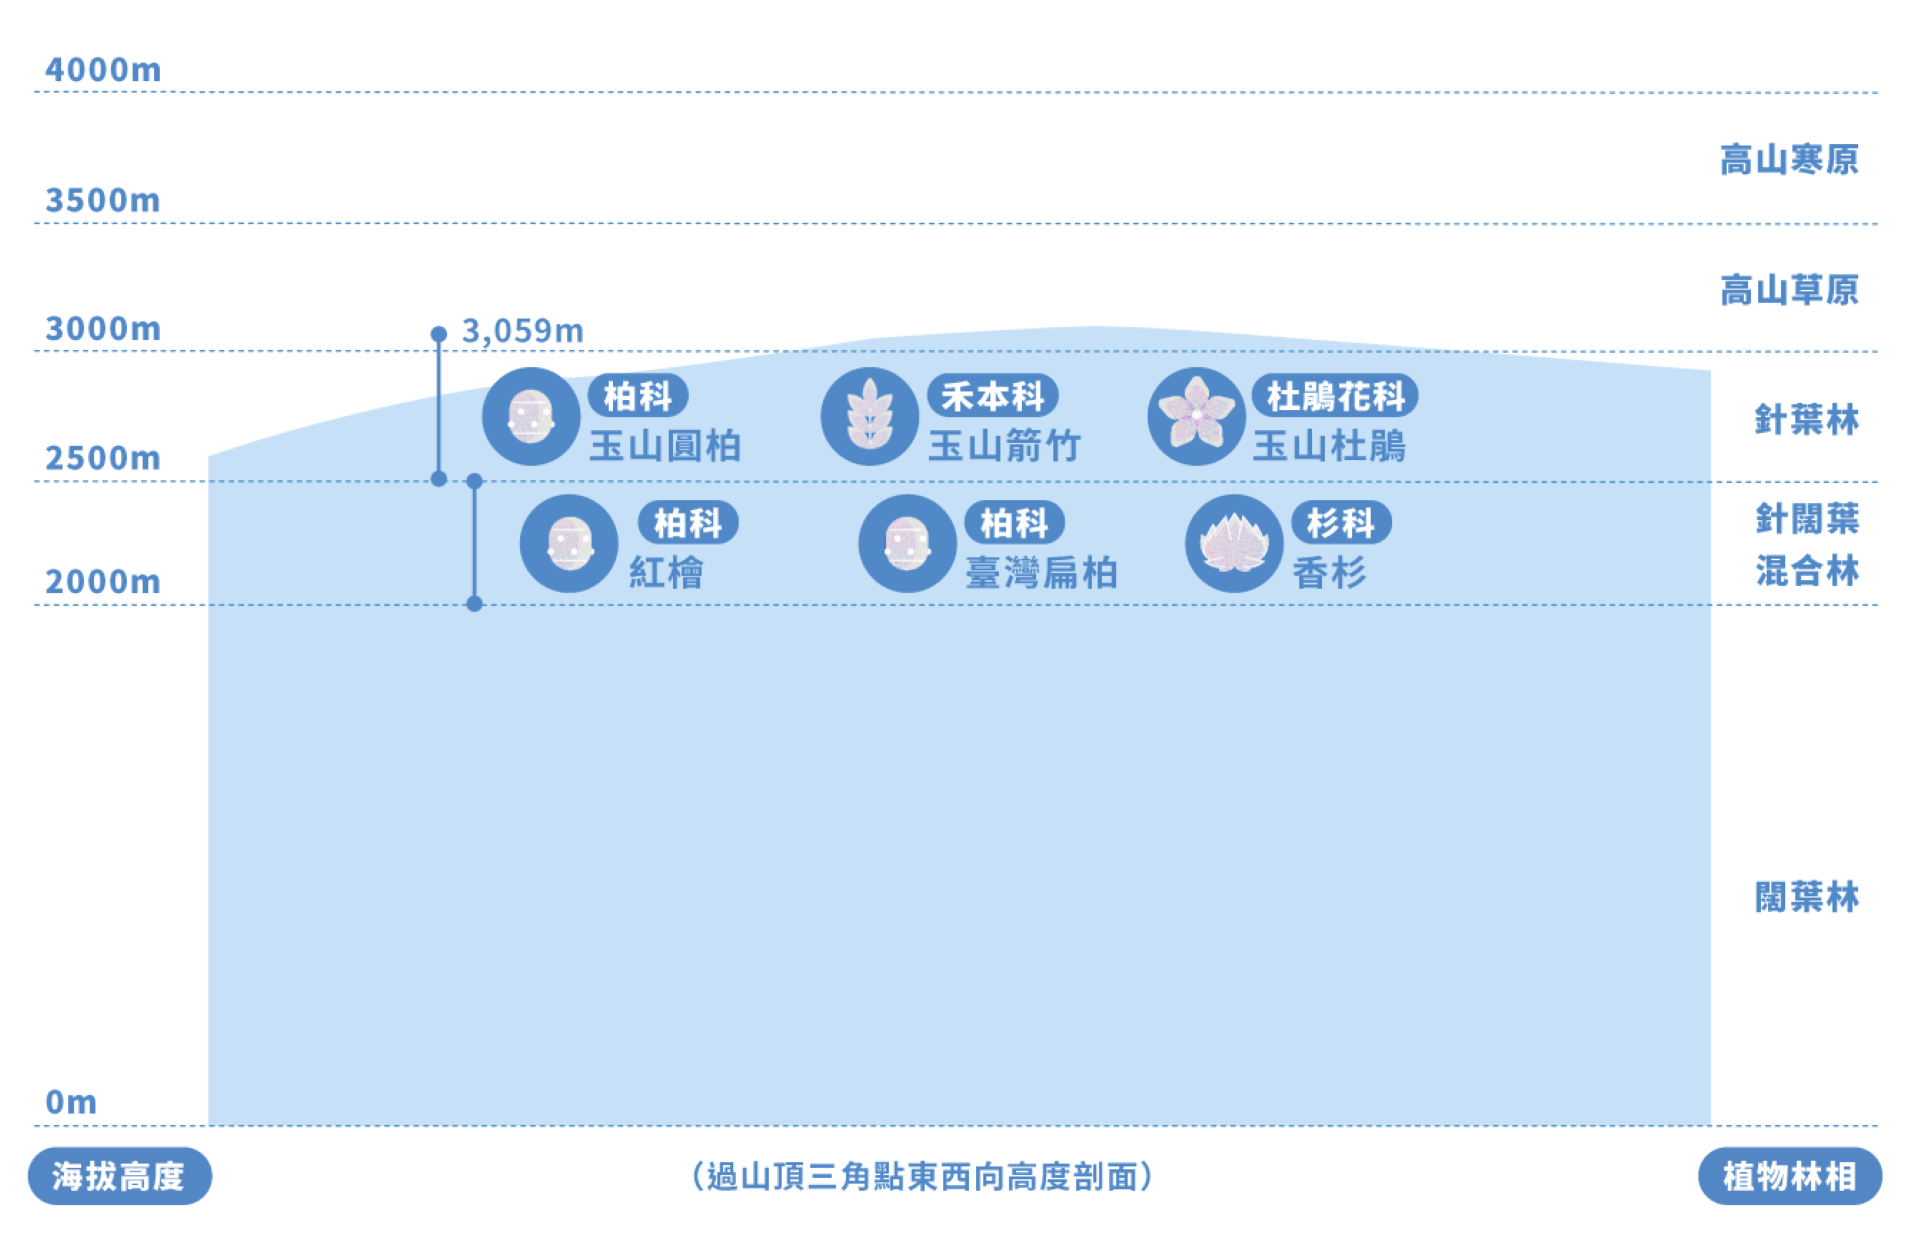 4000m
高山寒原
3500m
高山草原
3000m
3,059m
柏科
玉山圓柏
禾本科
玉山箭竹
杜鵑花科
玉山杜鵑
針葉林
2500m
柏科
紅檜
柏科
臺灣扁柏
杉科
香杉
針闊葉
混合林
2000m
闊葉林
0m
海拔高度
（過山頂三角點東西向高度剖面）
植物林相